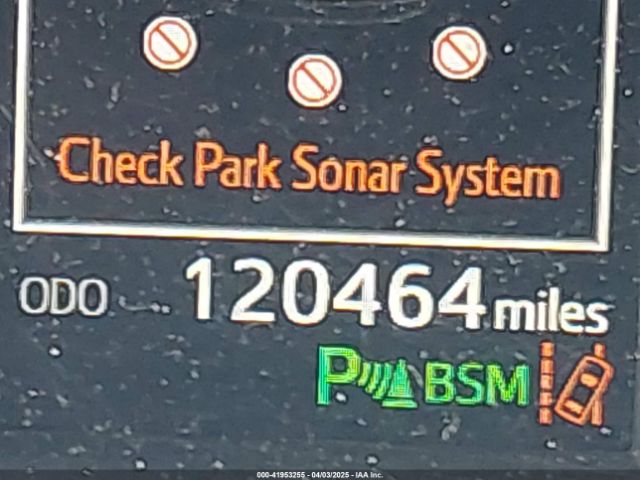 Check Park Sonar System
ODO 120464 miles
P BSM
000-41953255 - 04/03/2025 - IAA Inc.